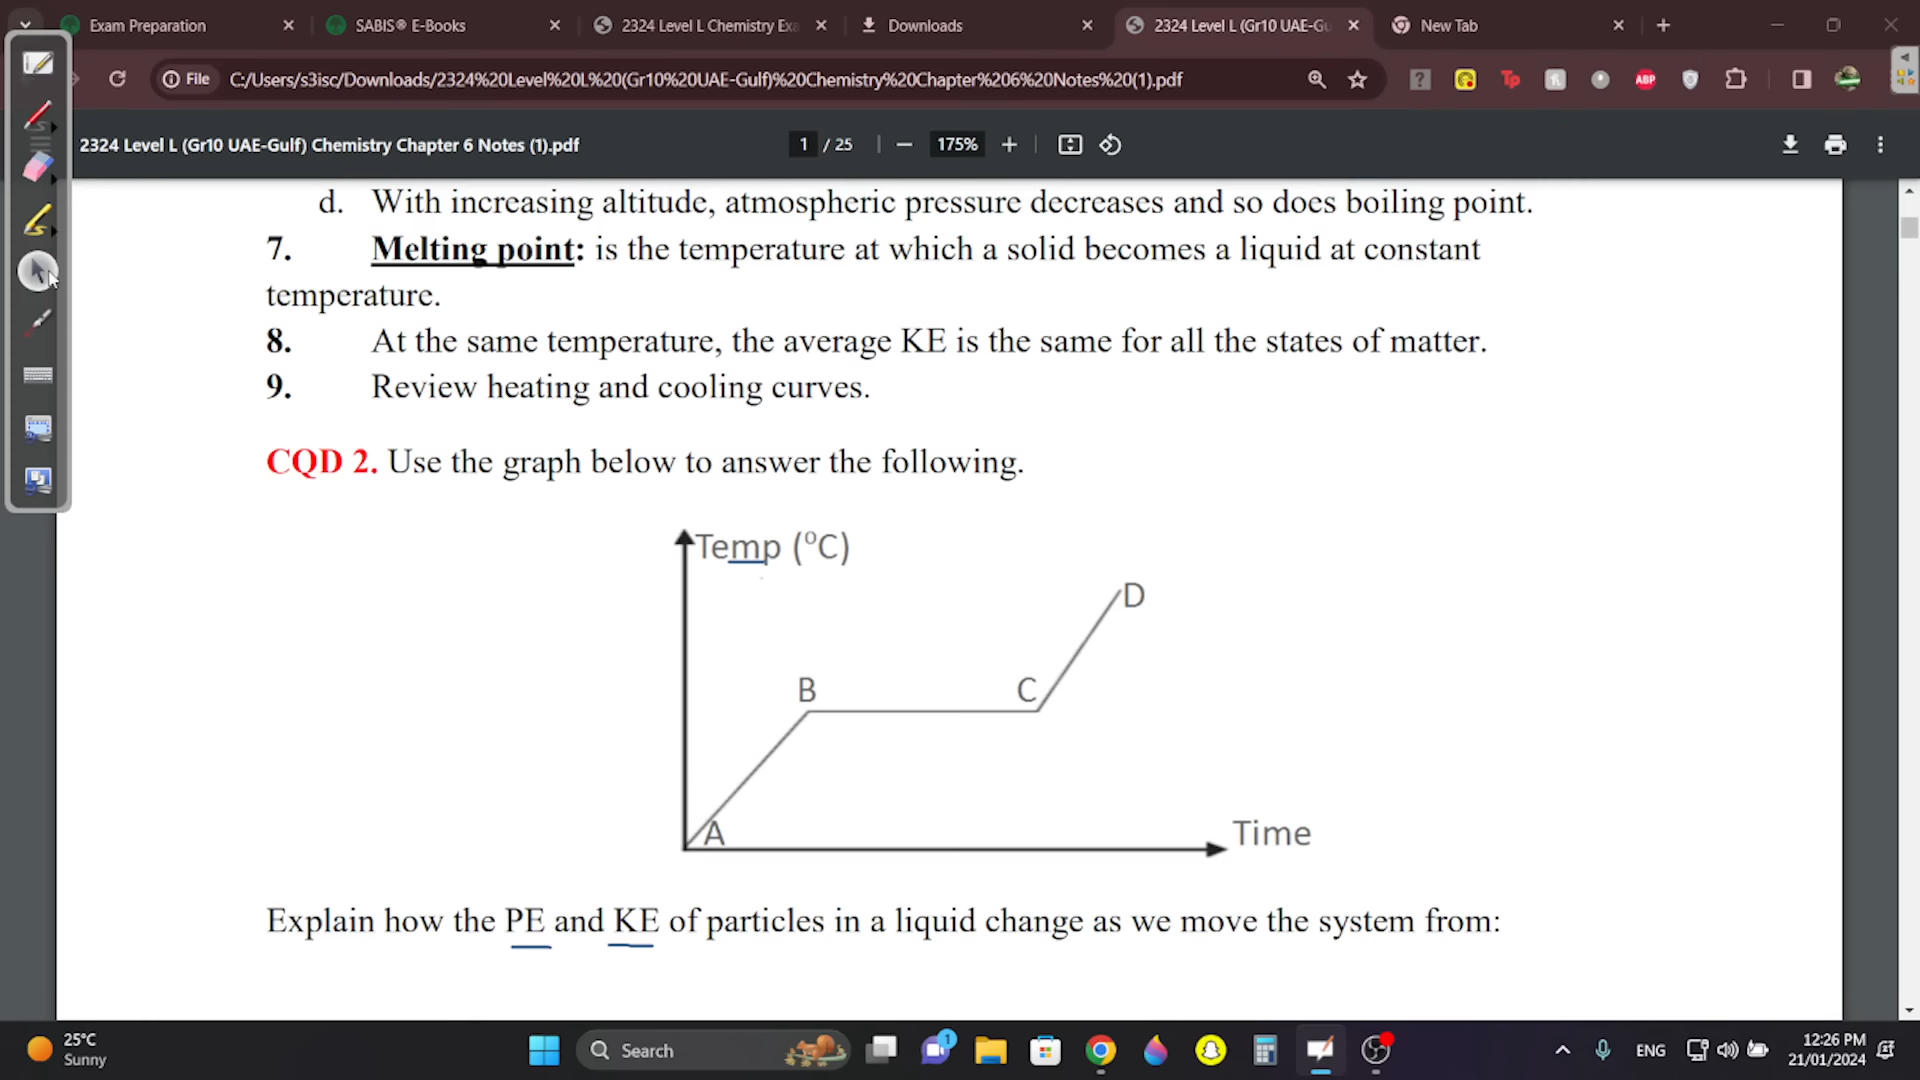 Exam Preparation
SABIS® E-Books
2324 Level L Chemistry Exa
Downloads
2324 Level L (Gr10 UAE-Gu
New Tab
File
C:/Users/s3isc/Downloads/2324%20Level%20L%20(Gr10%20UAE-Gulf)%20Chemistry%20Chapter%206%20Notes%20(1).pdf
ABP
2324 Level L (Gr10 UAE-Gulf) Chemistry Chapter 6 Notes (1).pdf
1 / 25
175%
d. With increasing altitude, atmospheric pressure decreases and so does boiling point.
7. Melting point: is the temperature at which a solid becomes a liquid at constant
temperature.
8. At the same temperature, the average KE is the same for all the states of matter.
9. Review heating and cooling curves.
CQD 2. Use the graph below to answer the following.
Temp (°C)
D
B
C
A
Time
Explain how the PE and KE of particles in a liquid change as we move the system from:
25°C
Sunny
Search
1
ENG
12:26 PM
21/01/2024